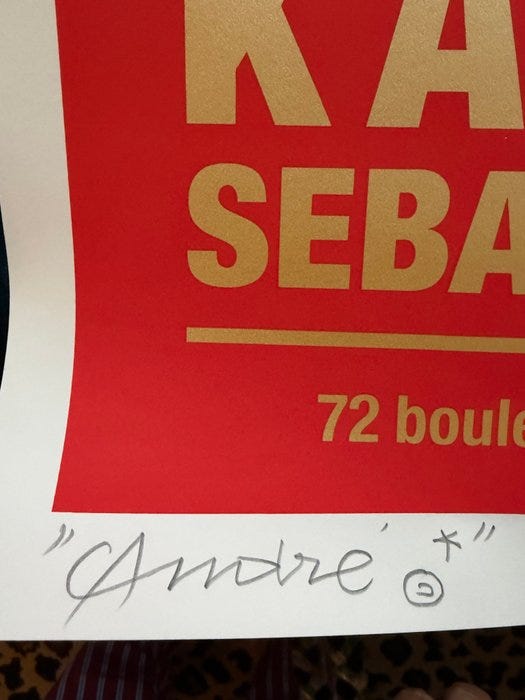 KA
SEBA
72 boule
"André *"